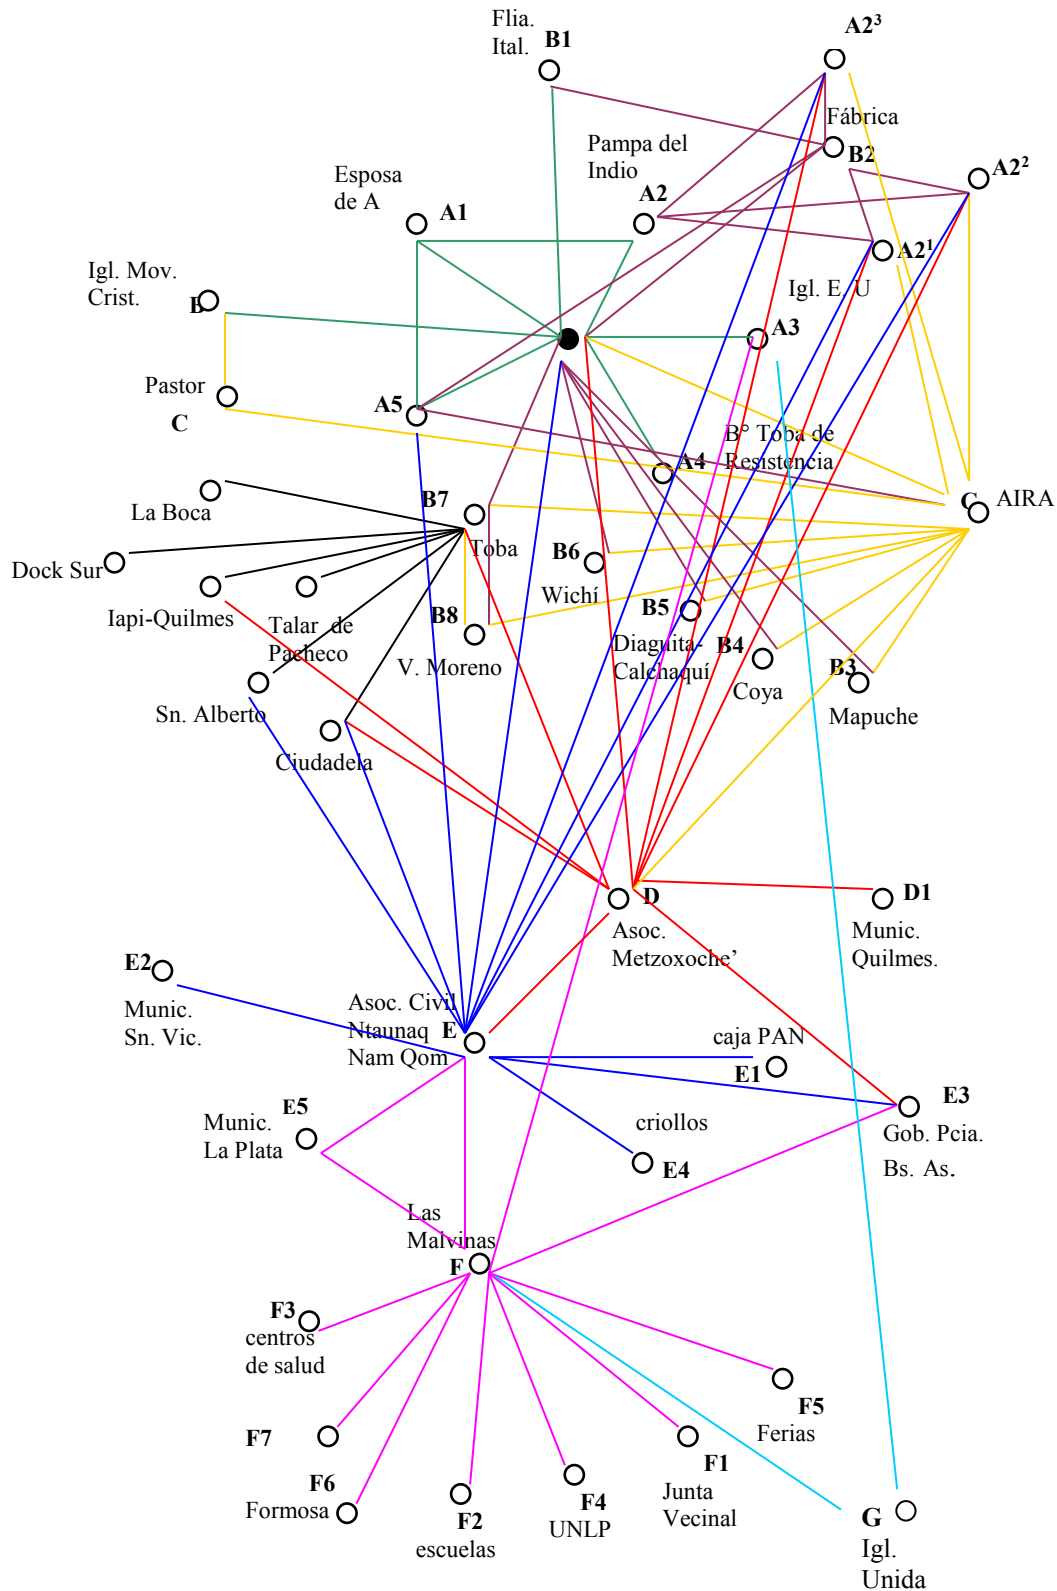 A2³
Flia.
Ital.
B1
Fábrica
B2
Pampa del
Indio
A2
A2²
Esposa
de A
A1
A2¹
Igl. E. U
Igl. Mov.
Crist.
B
A3
Pastor
C
A5
B° Toba de
Resistencia
A4
C
AIRA
La Boca
B7
Toba
Dock Sur
B6
Wichí
Iapi-Quilmes
Talar de
Pacheco
B8
V. Moreno
B5
Diaguita-
Calchaquí
B4
Coya
B3
Mapuche
Sn. Alberto
Ciudadela
D
Asoc.
Metzoxoche’
D1
Munic.
Quilmes.
E2
Munic.
Sn. Vic.
Asoc. Civil
Ntaunaq
Nam Qom
E
caja PAN
E1
E3
Gob. Pcia.
Bs. As.
E5
Munic.
La Plata
criollos
E4
Las
Malvinas
F
F3
centros
de salud
F5
Ferias
F7
F1
Junta
Vecinal
F6
Formosa
F4
UNLP
F2
escuelas
G
Igl.
Unida